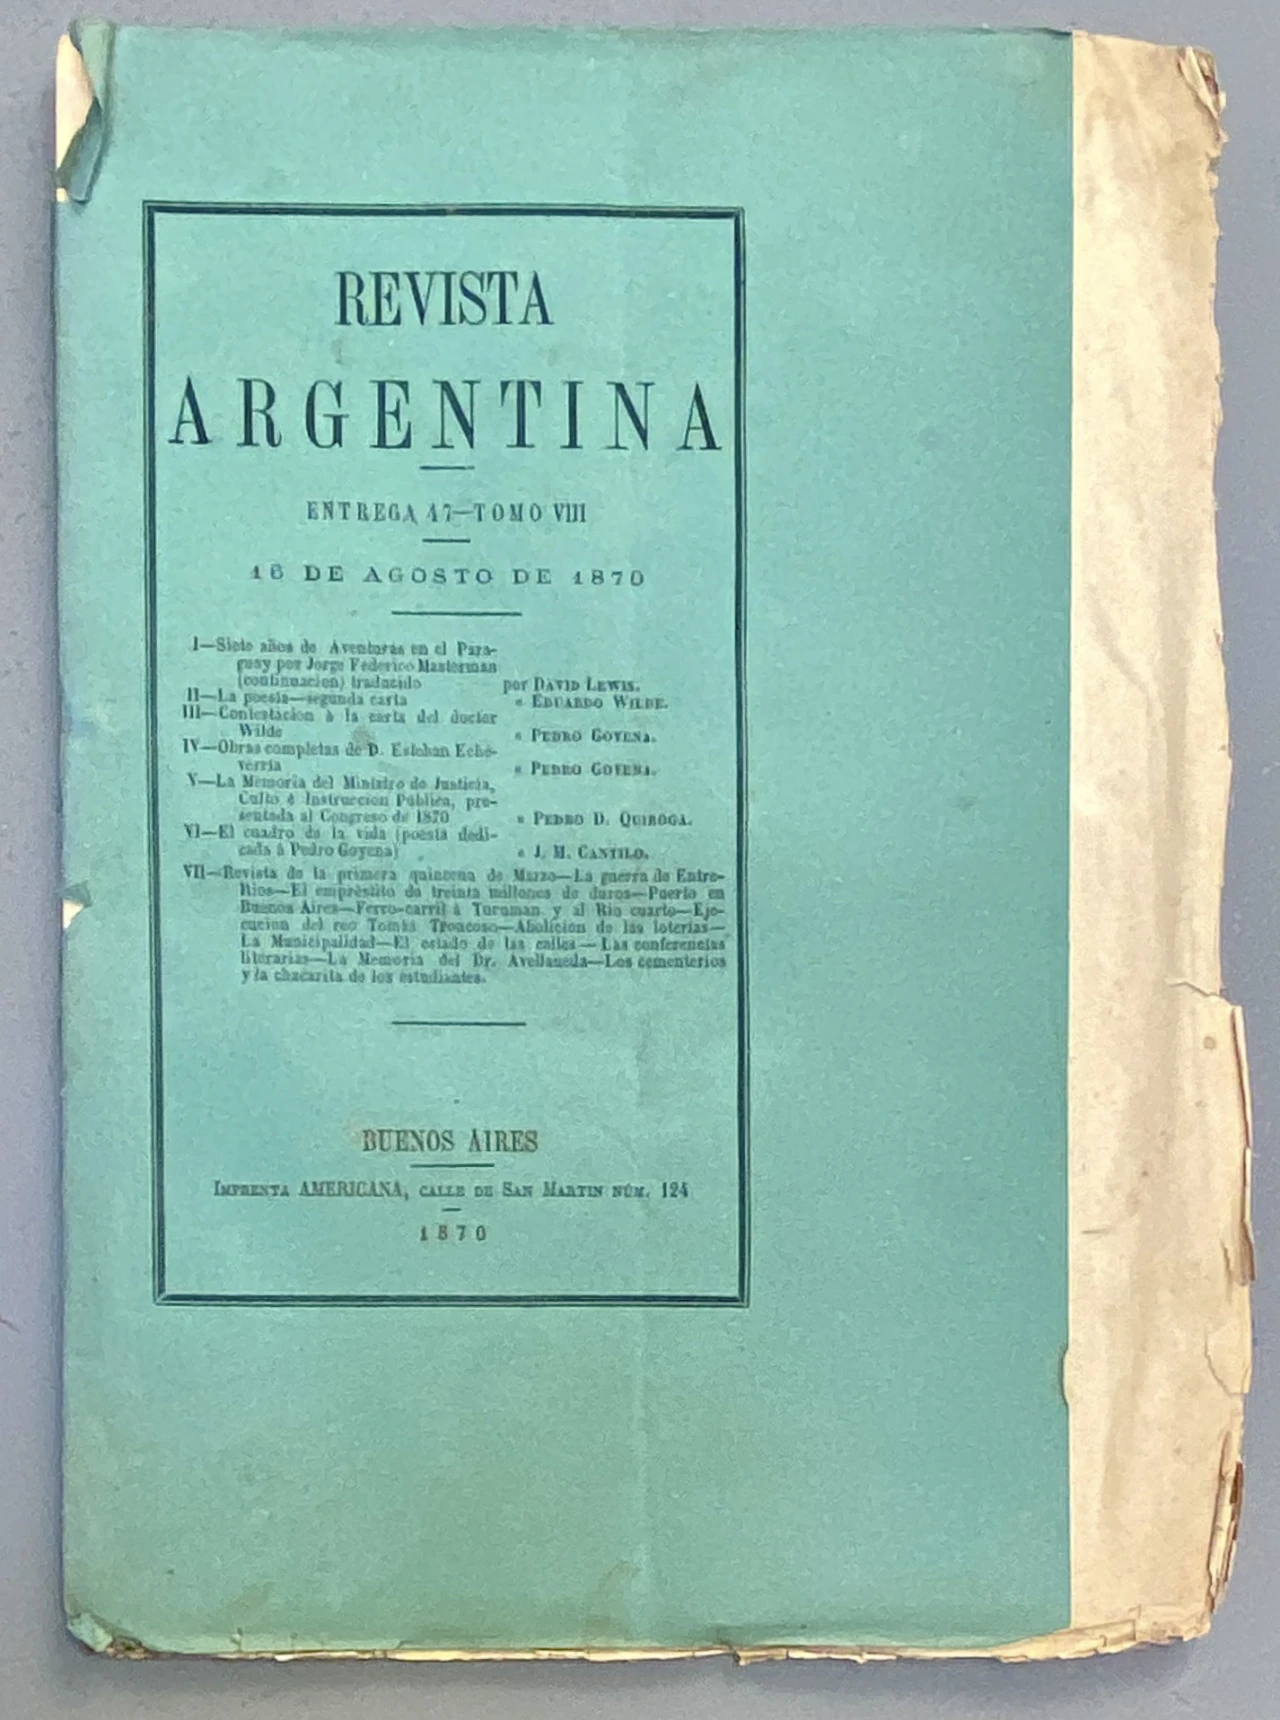 REVISTA
ARGENTINA
ENTREGA 47—TOMO VIII
16 DE AGOSTO DE 1870
I—Siete años de Aventuras en el Para-
guay por Jorge Federico Masterman
(continuacion) traducido por DAVID LEWIS.
II—La poesia—segunda carta « EDUARDO WILDE.
III—Contestacion à la carta del doctor
Wilde « PEDRO GOYENA.
IV—Obras completas de D. Esteban Eche-
verria « PEDRO GOYENA.
V—La Memoria del Ministro de Justicia,
Culto é Instruccion Pública, pre-
sentada al Congreso de 1870 « PEDRO D. QUIROGA.
VI—El cuadro de la vida (poesia dedi-
cada à Pedro Goyena) « J. M. CANTILO.
VII—Revista de la primera quincena de Marzo—La guerra de Entre-
Rios—El empréstito de treinta millones de duros—Puerto en
Buenos Aires—Ferro-carril à Tucuman y al Rio cuarto—Eje-
cucion del reo Tomás Troncoso—Abolicion de las loterias—
La Municipalidad—El estado de las calles—Las conferencias
literarias—La Memoria del Dr. Avellaneda—Los cementerios
y la chacarita de los estudiantes.
BUENOS AIRES
IMPRENTA AMERICANA, CALLE DE SAN MARTIN NÚM. 124
1870